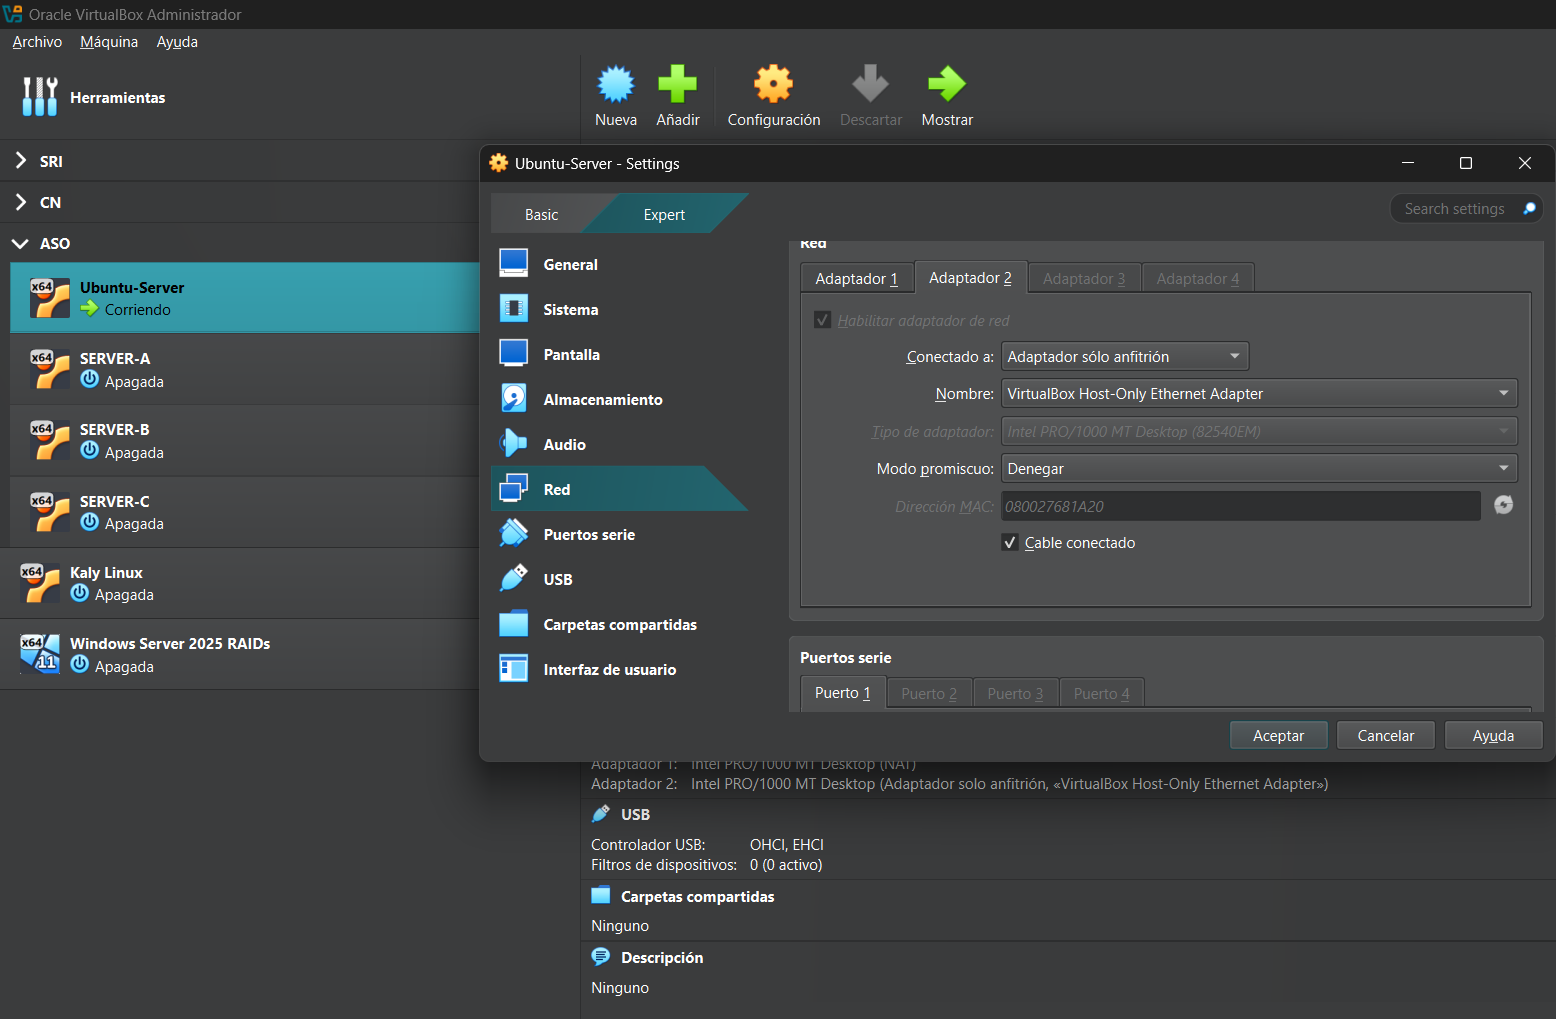 Oracle VirtualBox Administrador
Archivo Máquina Ayuda
Herramientas
Nueva Añadir Configuración Descartar Mostrar
SRI
CN
ASO
x64 Ubuntu-Server
Corriendo
x64 SERVER-A
Apagada
x64 SERVER-B
Apagada
x64 SERVER-C
Apagada
x64 Kaly Linux
Apagada
x64 11 Windows Server 2025 RAIDs
Apagada
Ubuntu-Server - Settings
Basic Expert
Search settings
General
Sistema
Pantalla
Almacenamiento
Audio
Red
Puertos serie
USB
Carpetas compartidas
Interfaz de usuario
Red
Adaptador 1 Adaptador 2 Adaptador 3 Adaptador 4
Habilitar adaptador de red
Conectado a: Adaptador sólo anfitrión
Nombre: VirtualBox Host-Only Ethernet Adapter
Tipo de adaptador: Intel PRO/1000 MT Desktop (82540EM)
Modo promiscuo: Denegar
Dirección MAC: 080027681A20
Cable conectado
Puertos serie
Puerto 1 Puerto 2 Puerto 3 Puerto 4
Aceptar Cancelar Ayuda
Adaptador 1: Intel PRO/1000 MT Desktop (NAT)
Adaptador 2: Intel PRO/1000 MT Desktop (Adaptador solo anfitrión, «VirtualBox Host-Only Ethernet Adapter»)
USB
Controlador USB: OHCI, EHCI
Filtros de dispositivos: 0 (0 activo)
Carpetas compartidas
Ninguno
Descripción
Ninguno